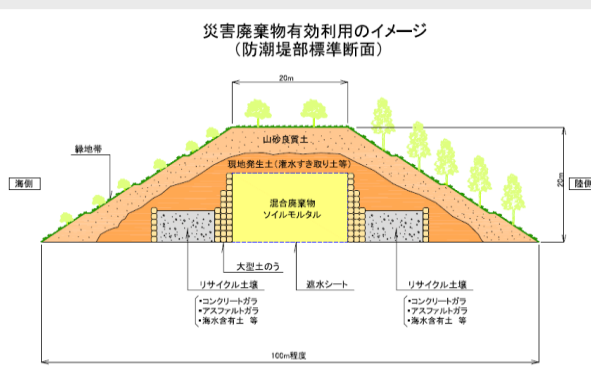 災害廃棄物有効利用のイメージ
（防潮堤部標準断面）
20m
山砂良質土
緑地帯
現地発生土（潅水すき取り土等）
海側
陸側
20m
混合廃棄物
ソイルモルタル
大型土のう
リサイクル土壌
遮水シート
リサイクル土壌
・コンクリートガラ
・アスファルトガラ
・海水含有土 等
・コンクリートガラ
・アスファルトガラ
・海水含有土 等
100m程度